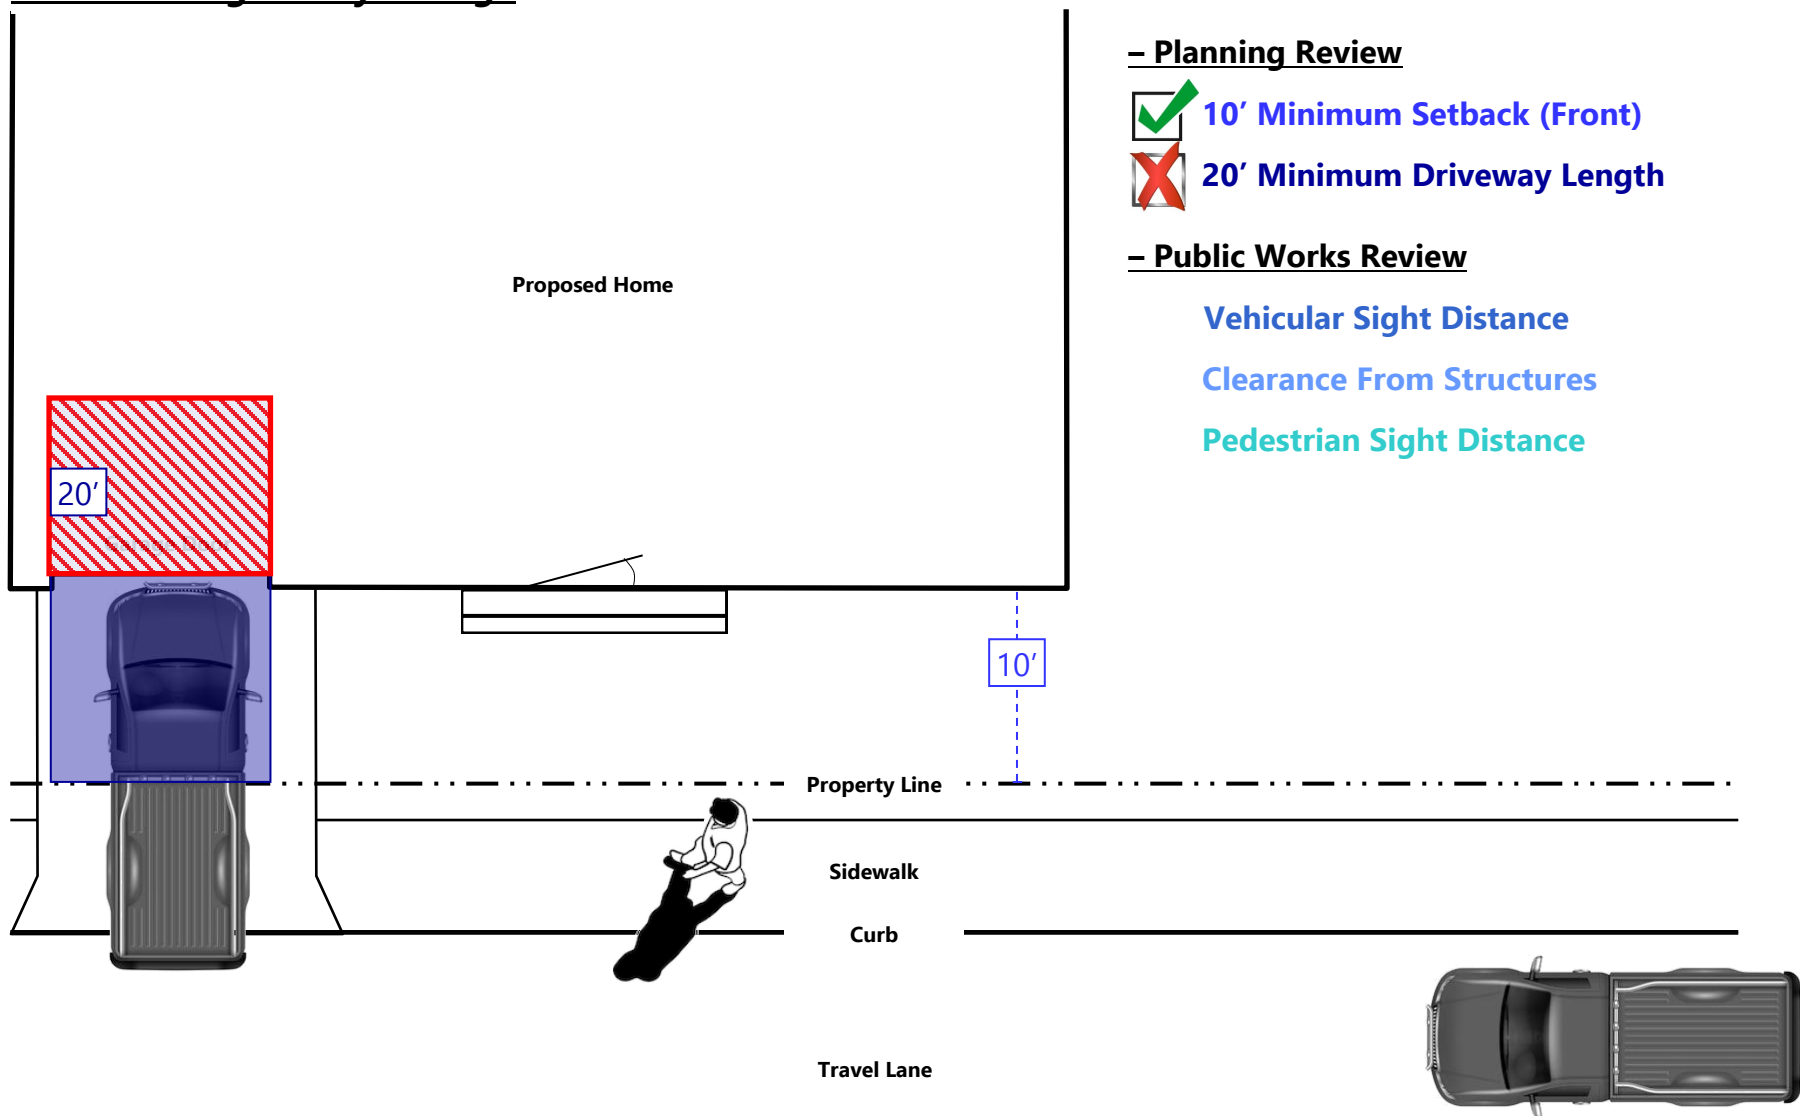 – Planning Review
10’ Minimum Setback (Front)
20’ Minimum Driveway Length
– Public Works Review
Vehicular Sight Distance
Clearance From Structures
Pedestrian Sight Distance
Proposed Home
20’
10’
Property Line
Sidewalk
Curb
Travel Lane